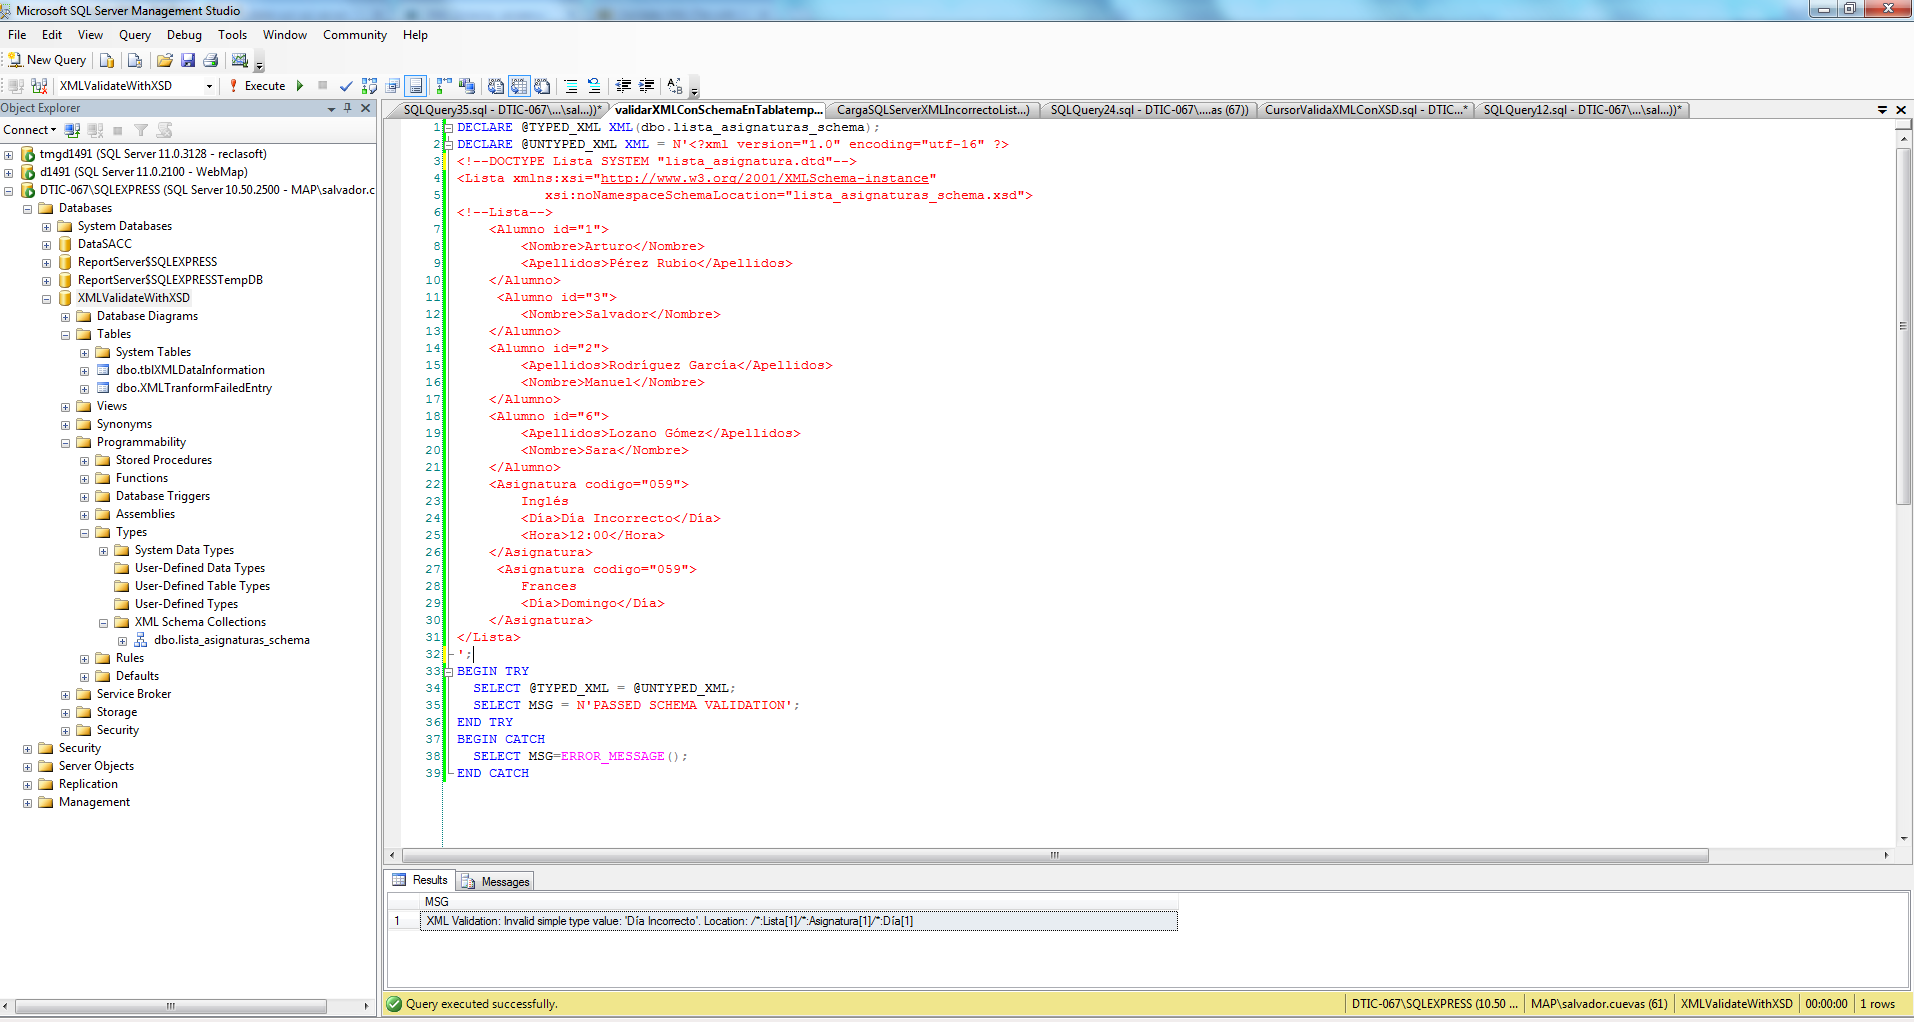 Microsoft SQL Server Management Studio
File Edit View Query Debug Tools Window Community Help
New Query
XMLValidateWithXSD Execute
Object Explorer
Connect
tmgd1491 (SQL Server 11.0.3128 - reclasoft)
d1491 (SQL Server 11.0.2100 - WebMap)
DTIC-067\SQLEXPRESS (SQL Server 10.50.2500 - MAP\salvador.c
Databases
System Databases
DataSACC
ReportServer$SQLEXPRESS
ReportServer$SQLEXPRESSTempDB
XMLValidateWithXSD
Database Diagrams
Tables
System Tables
dbo.tblXMLDataInformation
dbo.XMLTranformFailedEntry
Views
Synonyms
Programmability
Stored Procedures
Functions
Database Triggers
Assemblies
Types
System Data Types
User-Defined Data Types
User-Defined Table Types
User-Defined Types
XML Schema Collections
dbo.lista_asignaturas_schema
Rules
Defaults
Service Broker
Storage
Security
Security
Server Objects
Replication
Management
SQLQuery35.sql - DTIC-067\...\sal...))* validarXMLConSchemaEnTablatemp... CargaSQLServerXMLIncorrectoList...) SQLQuery24.sql - DTIC-067\....as (67)) CursorValidaXMLConXSD.sql - DTIC...* SQLQuery12.sql - DTIC-067\...\sal...))*
1 DECLARE @TYPED_XML XML(dbo.lista_asignaturas_schema);
2 DECLARE @UNTYPED_XML XML = N'<?xml version="1.0" encoding="utf-16" ?>
3 <!--DOCTYPE Lista SYSTEM "lista_asignatura.dtd"-->
4 <Lista xmlns:xsi="http://www.w3.org/2001/XMLSchema-instance"
5 xsi:noNamespaceSchemaLocation="lista_asignaturas_schema.xsd">
6 <!--Lista-->
7 <Alumno id="1">
8 <Nombre>Arturo</Nombre>
9 <Apellidos>Pérez Rubio</Apellidos>
10 </Alumno>
11 <Alumno id="3">
12 <Nombre>Salvador</Nombre>
13 </Alumno>
14 <Alumno id="2">
15 <Apellidos>Rodríguez García</Apellidos>
16 <Nombre>Manuel</Nombre>
17 </Alumno>
18 <Alumno id="6">
19 <Apellidos>Lozano Gómez</Apellidos>
20 <Nombre>Sara</Nombre>
21 </Alumno>
22 <Asignatura codigo="059">
23 Inglés
24 <Día>Día Incorrecto</Día>
25 <Hora>12:00</Hora>
26 </Asignatura>
27 <Asignatura codigo="059">
28 Frances
29 <Día>Domingo</Día>
30 </Asignatura>
31 </Lista>
32 ';
33 BEGIN TRY
34 SELECT @TYPED_XML = @UNTYPED_XML;
35 SELECT MSG = N'PASSED SCHEMA VALIDATION';
36 END TRY
37 BEGIN CATCH
38 SELECT MSG=ERROR_MESSAGE();
39 END CATCH
Results Messages
MSG
1 XML Validation: Invalid simple type value: 'Día Incorrecto'. Location: /*:Lista[1]/*:Asignatura[1]/*:Día[1]
Query executed successfully. DTIC-067\SQLEXPRESS (10.50 ... MAP\salvador.cuevas (61) XMLValidateWithXSD 00:00:00 1 rows